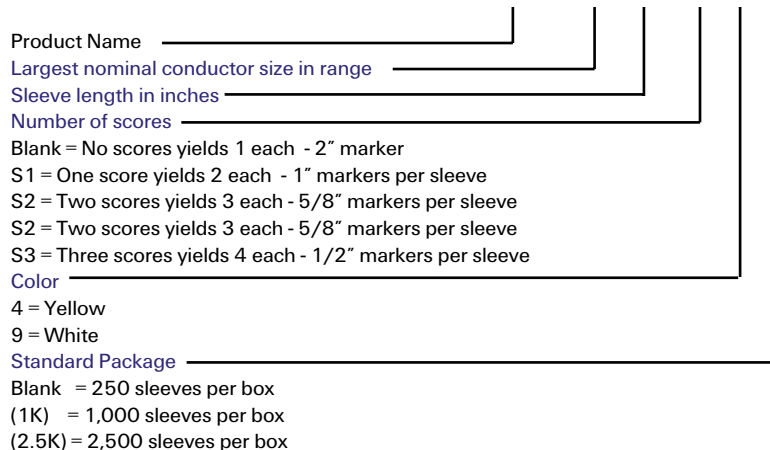 Product Name
Largest nominal conductor size in range
Sleeve length in inches
Number of scores
Blank = No scores yields 1 each - 2" marker
S1 = One score yields 2 each - 1" markers per sleeve
S2 = Two scores yields 3 each - 5/8" markers per sleeve
S2 = Two scores yields 3 each - 5/8" markers per sleeve
S3 = Three scores yields 4 each - 1/2" markers per sleeve
Color
4 = Yellow
9 = White
Standard Package
Blank = 250 sleeves per box
(1K) = 1,000 sleeves per box
(2.5K) = 2,500 sleeves per box